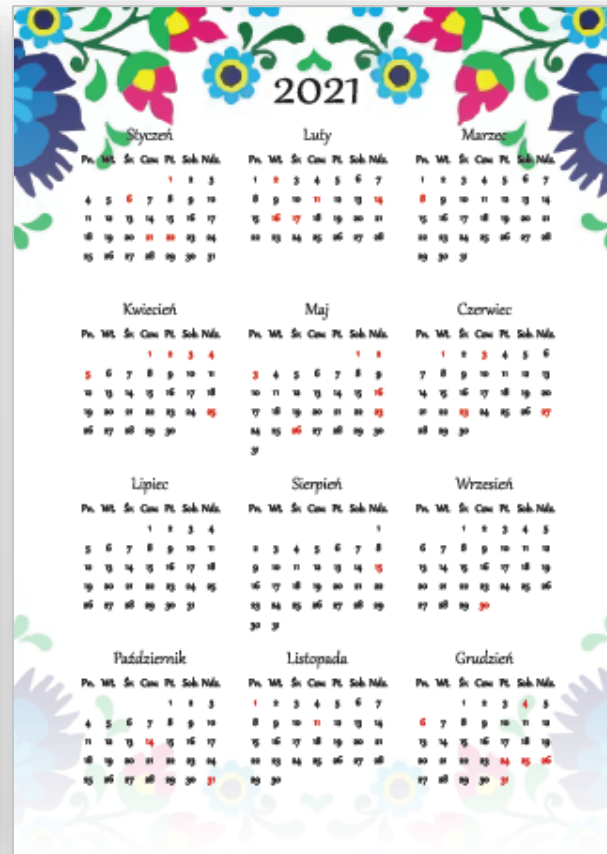 2021
Styczeń
Pn. Wt. Śr. Czw. Pt. Sob. Ndz.
1 2 3
4 5 6 7 8 9 10
11 12 13 14 15 16 17
18 19 20 21 22 23 24
25 26 27 28 29 30 31
Luty
Pn. Wt. Śr. Czw. Pt. Sob. Ndz.
1 2 3 4 5 6 7
8 9 10 11 12 13 14
15 16 17 18 19 20 21
22 23 24 25 26 27 28
Marzec
Pn. Wt. Śr. Czw. Pt. Sob. Ndz.
1 2 3 4 5 6 7
8 9 10 11 12 13 14
15 16 17 18 19 20 21
22 23 24 25 26 27 28
29 30 31
Kwiecień
Pn. Wt. Śr. Czw. Pt. Sob. Ndz.
1 2 3 4
5 6 7 8 9 10 11
12 13 14 15 16 17 18
19 20 21 22 23 24 25
26 27 28 29 30
Maj
Pn. Wt. Śr. Czw. Pt. Sob. Ndz.
1 2
3 4 5 6 7 8 9
10 11 12 13 14 15 16
17 18 19 20 21 22 23
24 25 26 27 28 29 30
31
Czerwiec
Pn. Wt. Śr. Czw. Pt. Sob. Ndz.
1 2 3 4 5 6
7 8 9 10 11 12 13
14 15 16 17 18 19 20
21 22 23 24 25 26 27
28 29 30
Lipiec
Pn. Wt. Śr. Czw. Pt. Sob. Ndz.
1 2 3 4
5 6 7 8 9 10 11
12 13 14 15 16 17 18
19 20 21 22 23 24 25
26 27 28 29 30 31
Sierpień
Pn. Wt. Śr. Czw. Pt. Sob. Ndz.
1
2 3 4 5 6 7 8
9 10 11 12 13 14 15
16 17 18 19 20 21 22
23 24 25 26 27 28 29
30 31
Wrzesień
Pn. Wt. Śr. Czw. Pt. Sob. Ndz.
1 2 3 4 5
6 7 8 9 10 11 12
13 14 15 16 17 18 19
20 21 22 23 24 25 26
27 28 29 30
Październik
Pn. Wt. Śr. Czw. Pt. Sob. Ndz.
1 2 3
4 5 6 7 8 9 10
11 12 13 14 15 16 17
18 19 20 21 22 23 24
25 26 27 28 29 30 31
Listopada
Pn. Wt. Śr. Czw. Pt. Sob. Ndz.
1 2 3 4 5 6 7
8 9 10 11 12 13 14
15 16 17 18 19 20 21
22 23 24 25 26 27 28
29 30
Grudzień
Pn. Wt. Śr. Czw. Pt. Sob. Ndz.
1 2 3 4 5
6 7 8 9 10 11 12
13 14 15 16 17 18 19
20 21 22 23 24 25 26
27 28 29 30 31